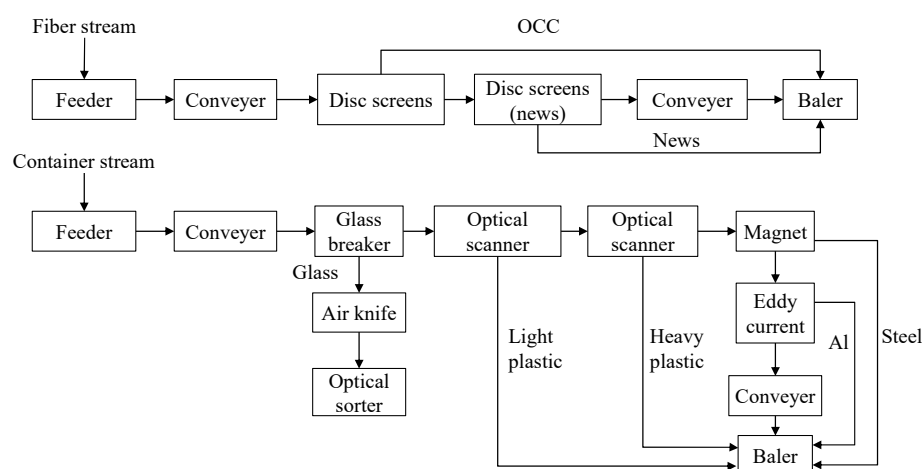 Fiber stream
OCC
Feeder
Conveyer
Disc screens
Disc screens
(news)
Conveyer
Baler
News
Container stream
Feeder
Conveyer
Glass
breaker
Optical
scanner
Optical
scanner
Magnet
Glass
Air knife
Optical
sorter
Light
plastic
Heavy
plastic
Eddy
current
Al
Steel
Conveyer
Baler